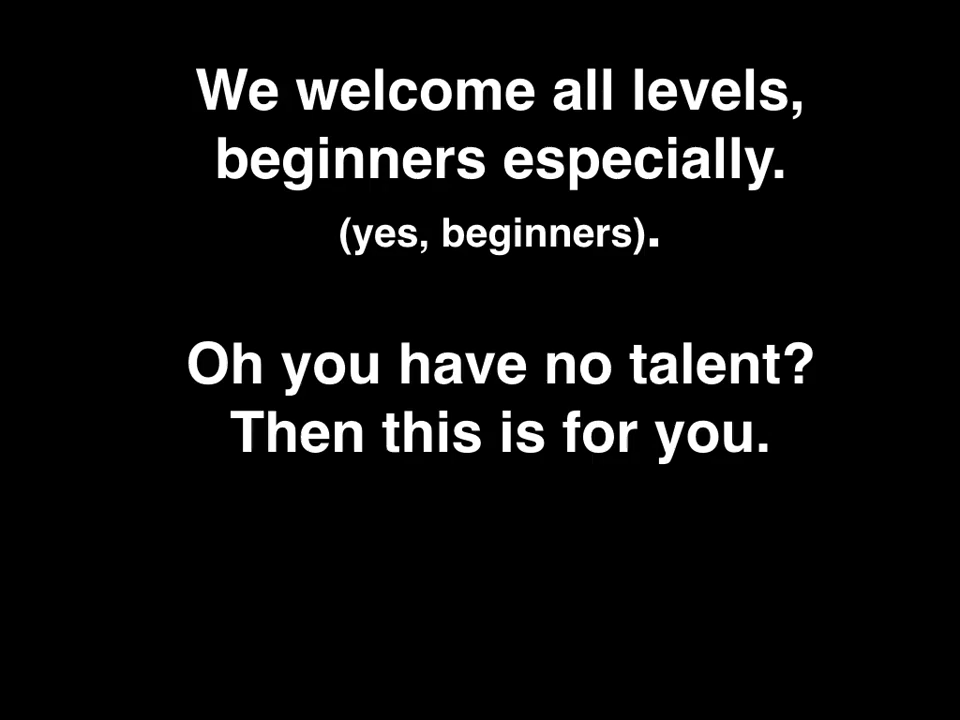 We welcome all levels,
beginners especially.
(yes, beginners).
Oh you have no talent?
Then this is for you.